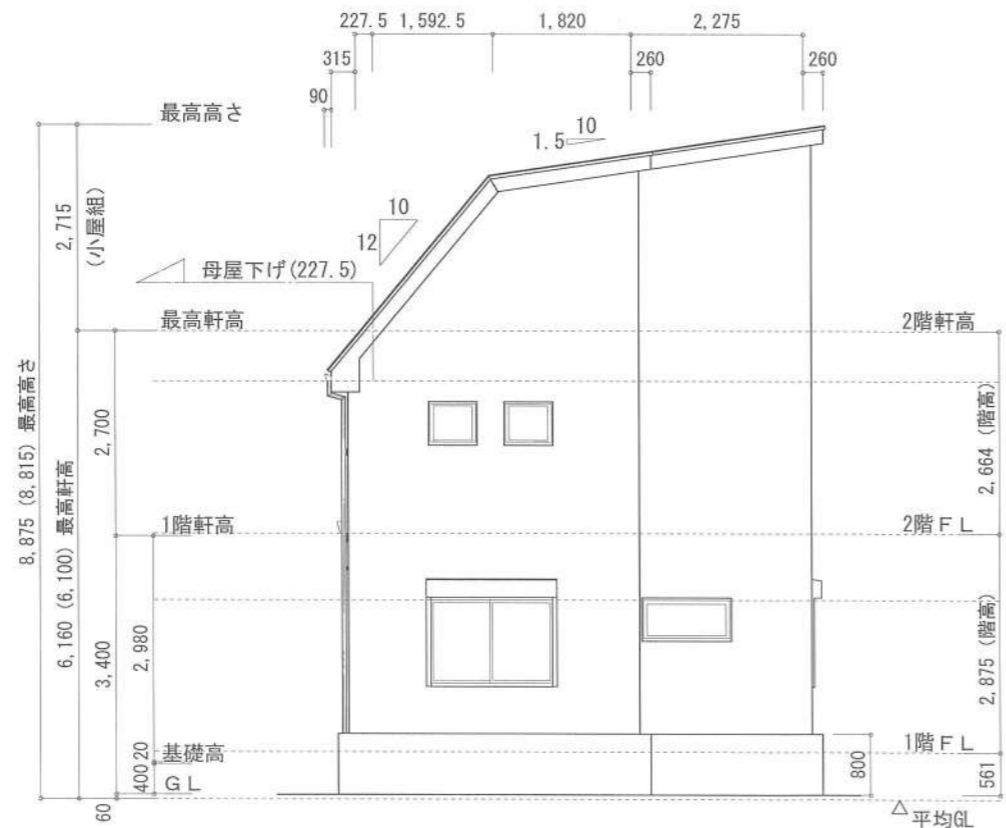 227.5 1,592.5 1,820 2,275
315 260 260
90
最高高さ
10
1.5
2,715
(小屋組)
10
12
母屋下げ(227.5)
最高軒高
2階軒高
8,875 (8,815) 最高高さ
6,160 (6,100) 最高軒高
2,700
2,664 (階高)
1階軒高
2階FL
3,400
2,980
2,875 (階高)
20
基礎高
1階FL
400
GL
800
561
60
平均GL